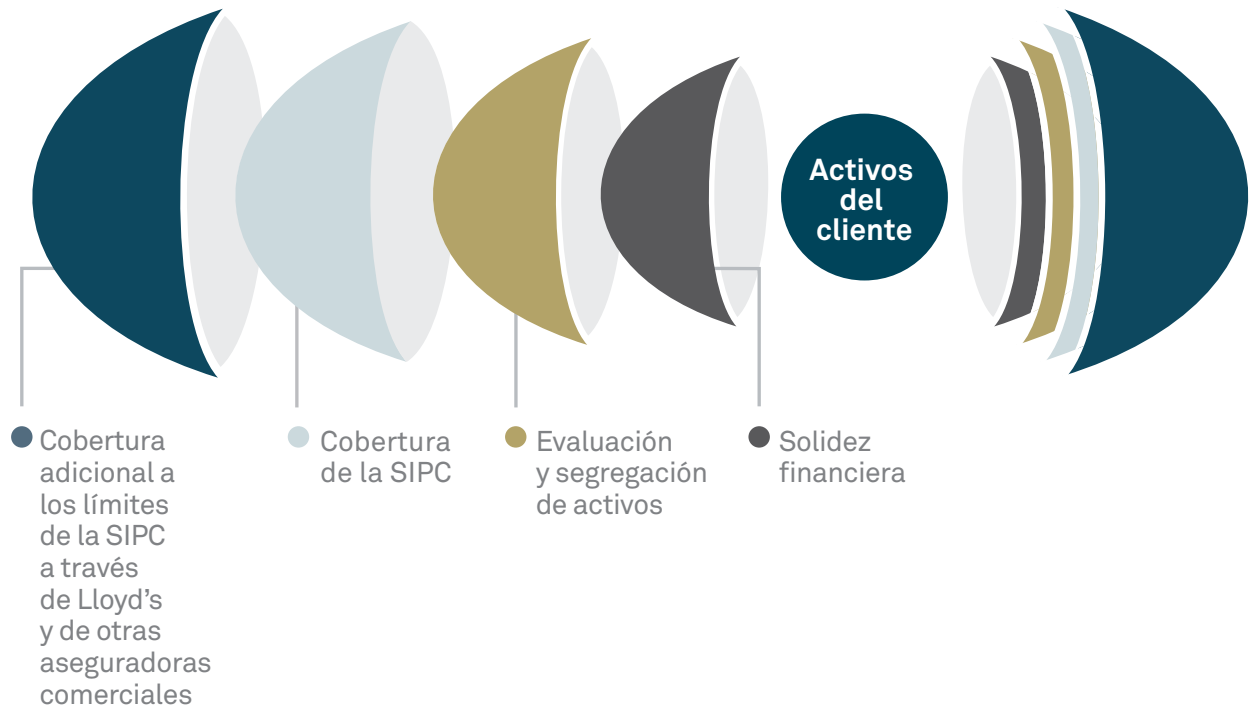 Activos
del
cliente
Cobertura
adicional a
los límites
de la SIPC
a través
de Lloyd's
y de otras
aseguradoras
comerciales
Cobertura
de la SIPC
Evaluación
y segregación
de activos
Solidez
financiera